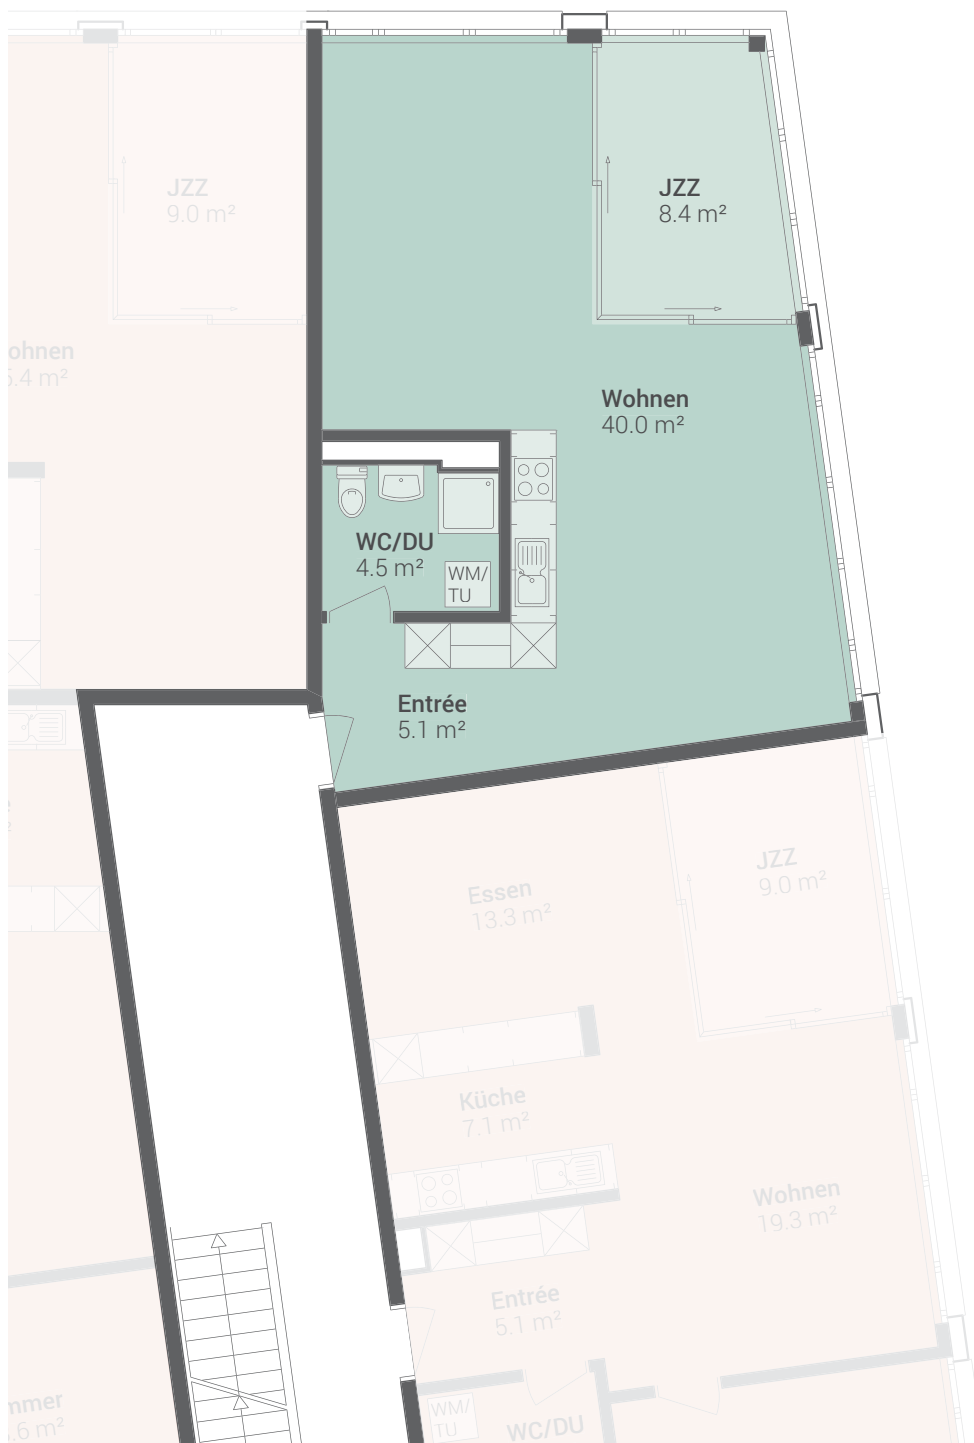 JZZ
9.0 m²
JZZ
8.4 m²
Wohnen
40.0 m²
WC/DU
4.5 m²
WM/
TU
Entrée
5.1 m²
JZZ
9.0 m²
Essen
13.3 m²
Küche
7.1 m²
Wohnen
19.3 m²
Entrée
5.1 m²
WM/
TU
WC/DU